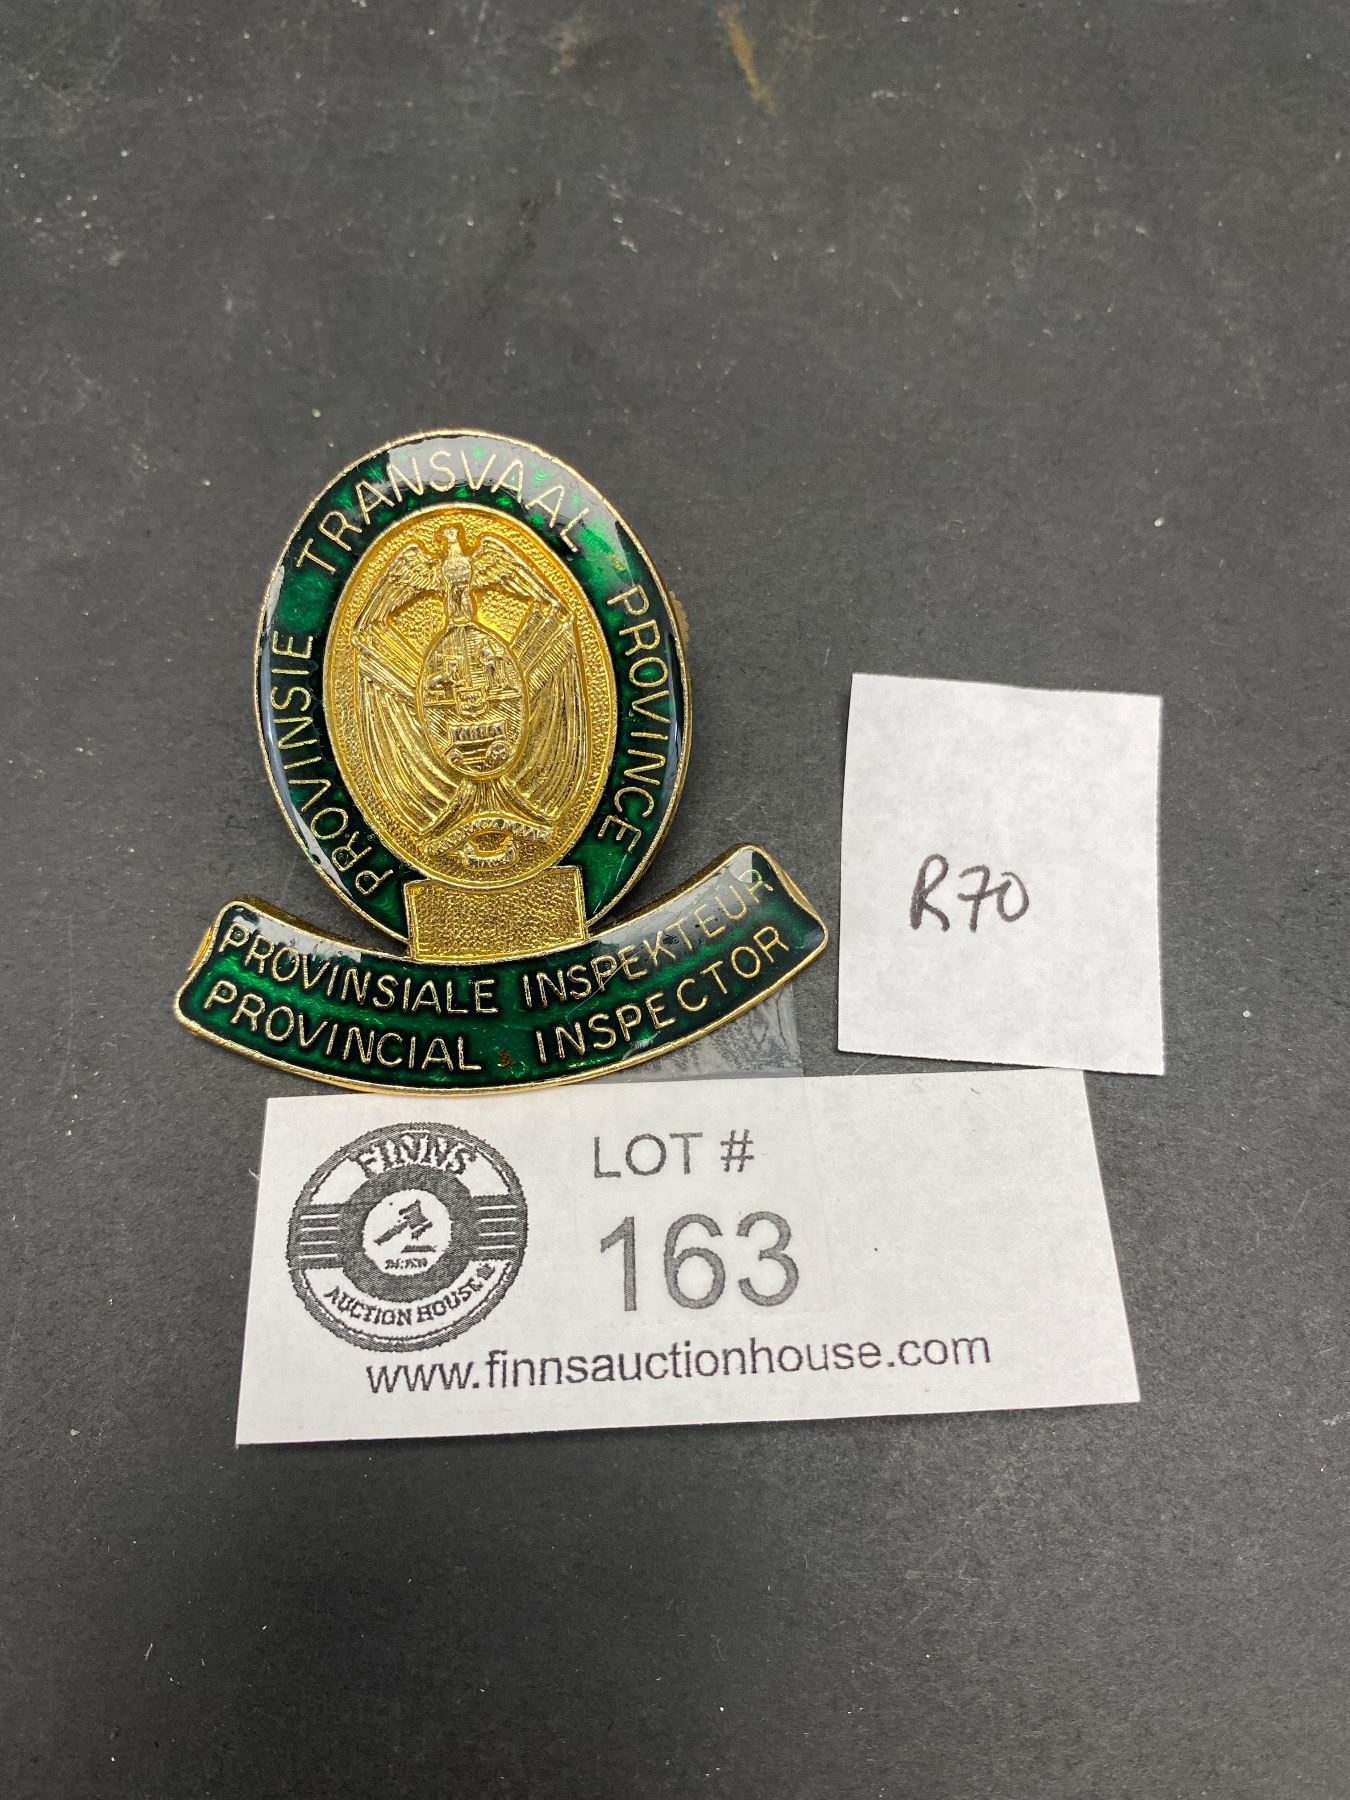 PROVINSIE TRANSVAAL PROVINCE
PROVINSIALE INSPEKTEUR
PROVINCIAL INSPECTOR
R70
FINNS
AUCTION HOUSE
LOT #
163
www.finnsauctionhouse.com